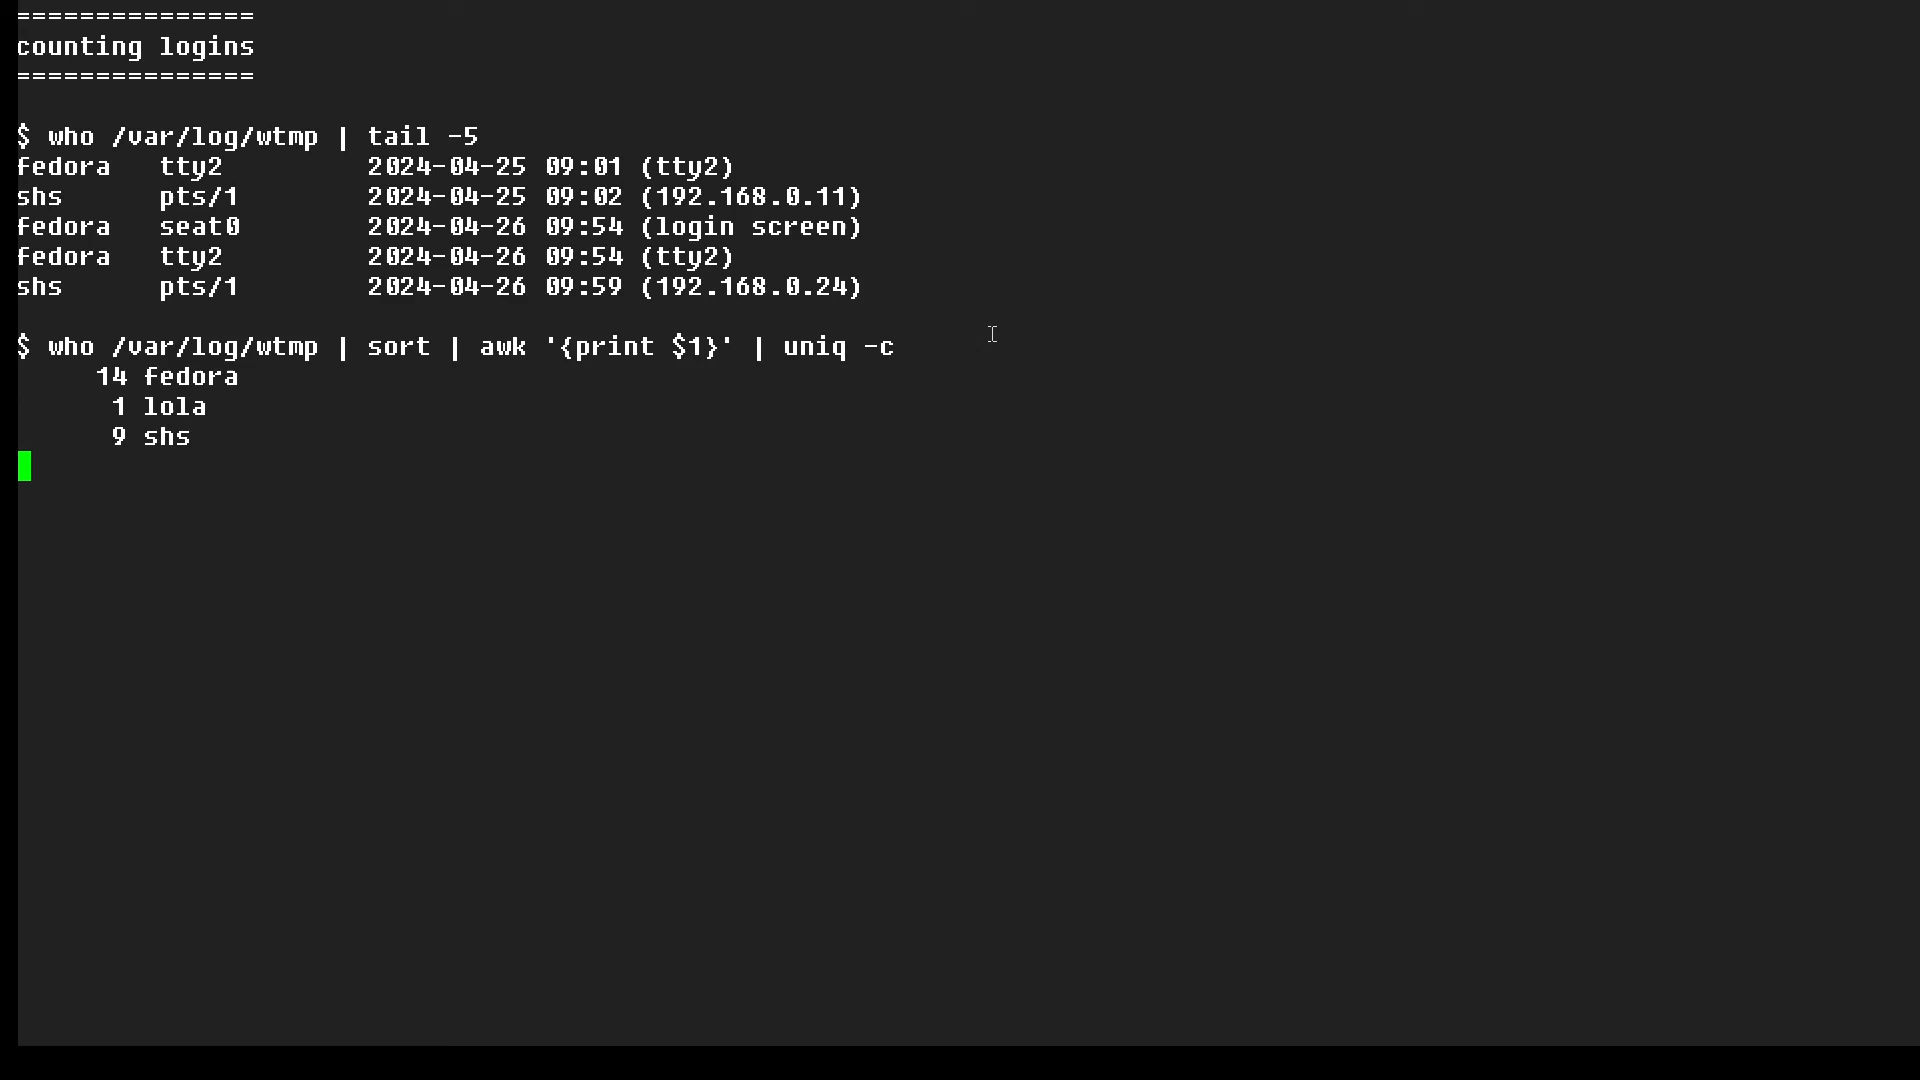 ===============
counting logins
===============
$ who /var/log/wtmp | tail -5
fedora   tty2         2024-04-25 09:01 (tty2)
shs      pts/1        2024-04-25 09:02 (192.168.0.11)
fedora   seat0        2024-04-26 09:54 (login screen)
fedora   tty2         2024-04-26 09:54 (tty2)
shs      pts/1        2024-04-26 09:59 (192.168.0.24)
$ who /var/log/wtmp | sort | awk '{print $1}' | uniq -c
     14 fedora
      1 lola
      9 shs